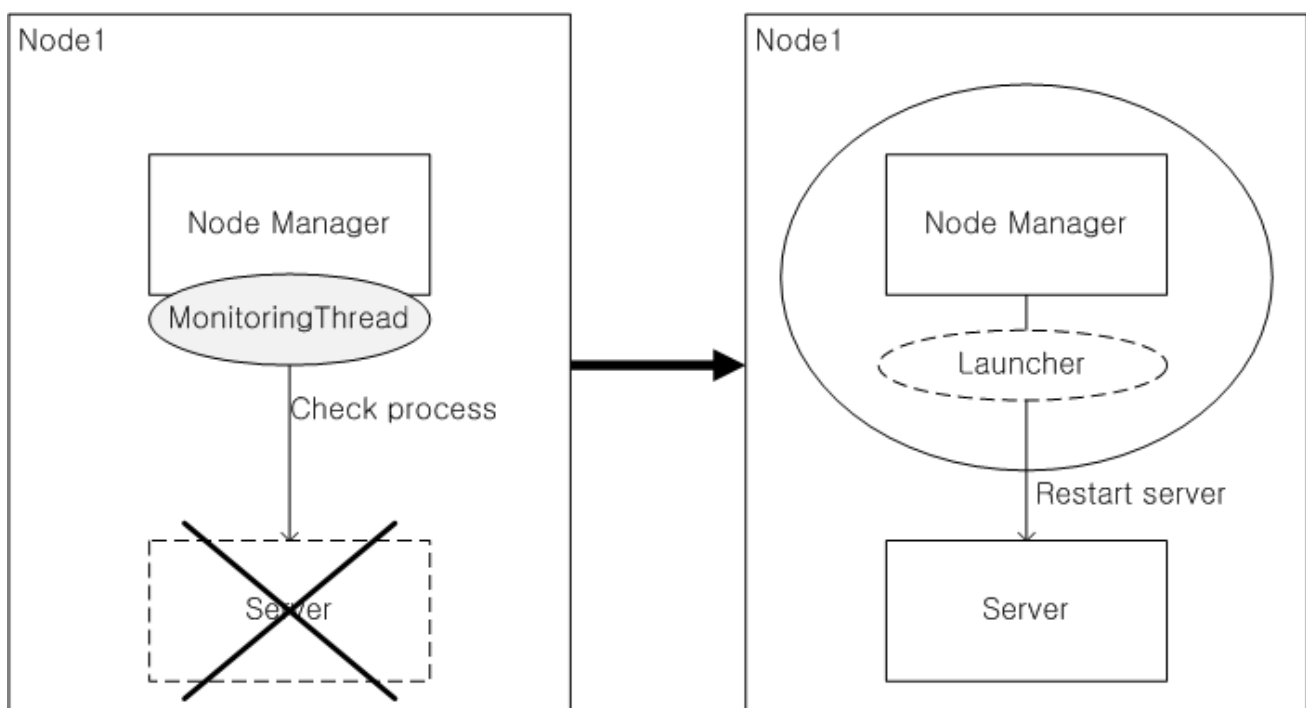 Node1
Node Manager
MonitoringThread
Check process
Server
Node1
Node Manager
Launcher
Restart server
Server